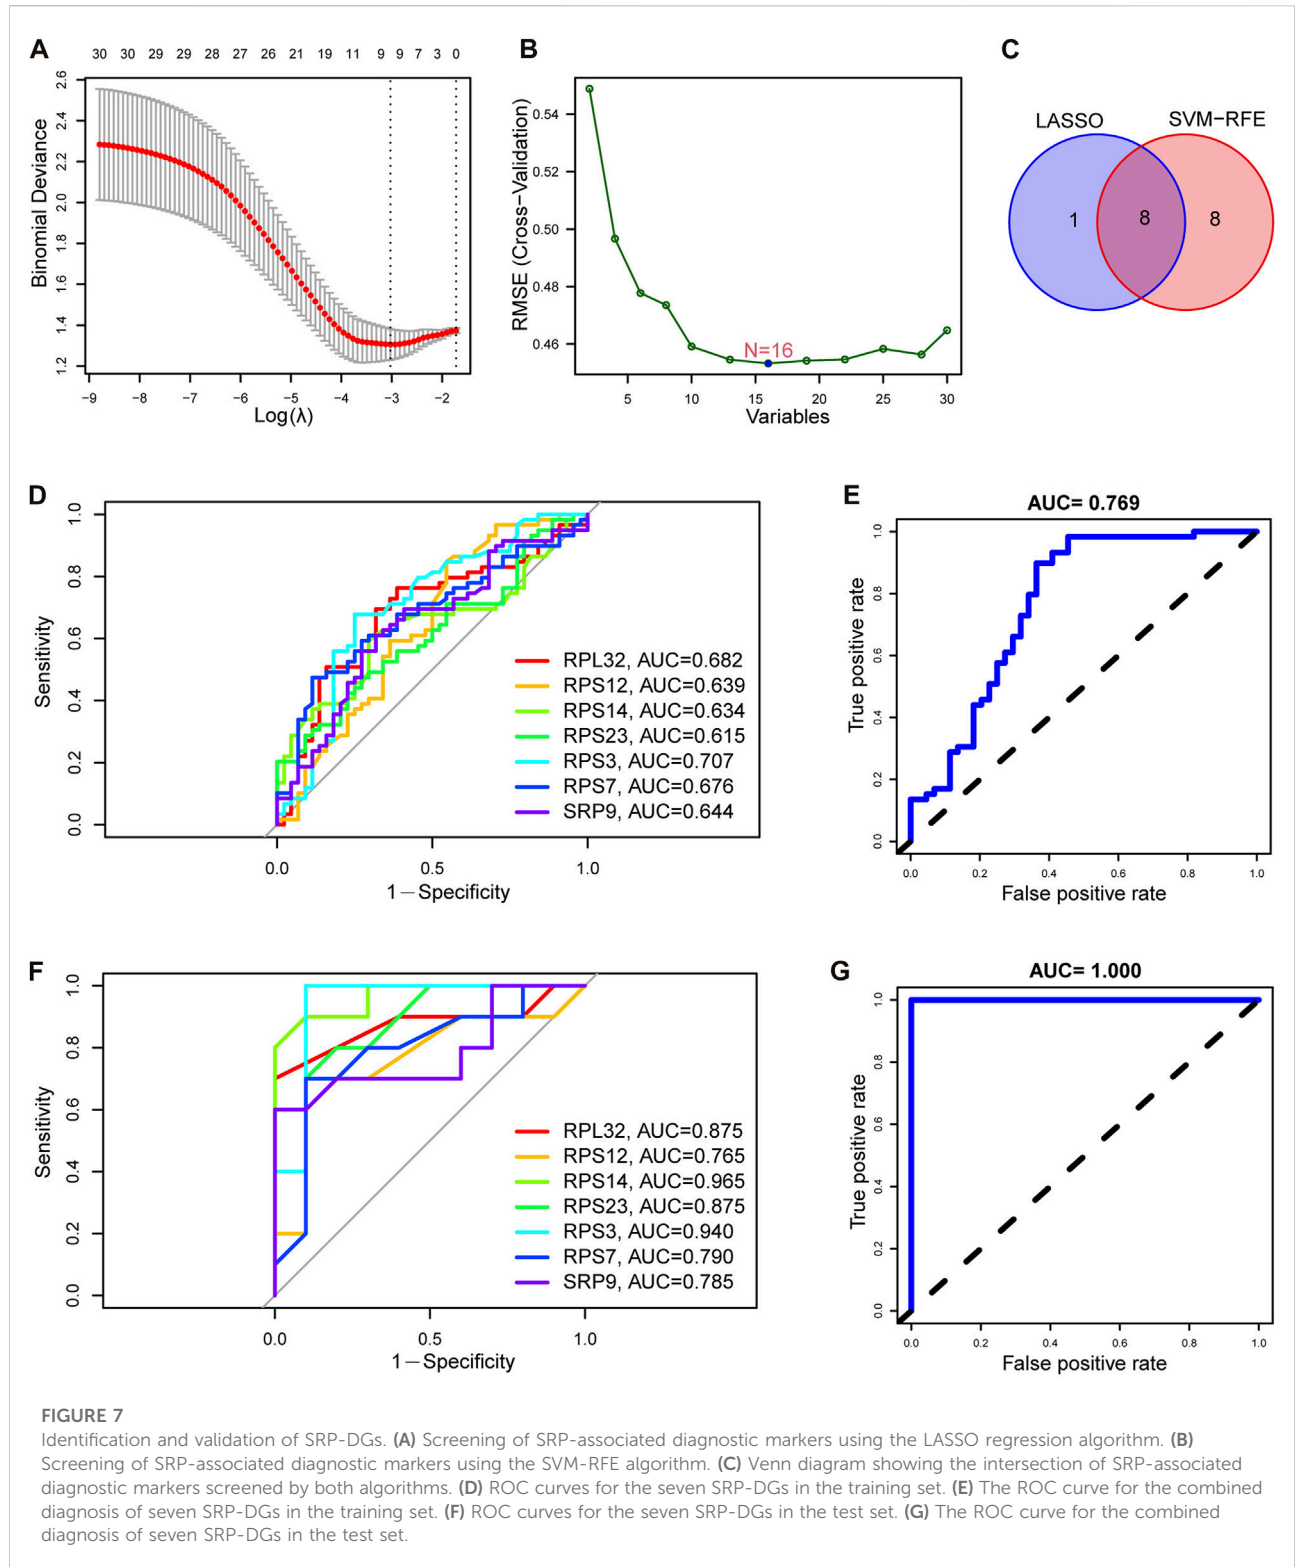 A
30 30 29 29 28 27 26 21 19 11 9 9 7 3 0
2.6
2.4
2.2
2.0
1.8
1.6
1.4
1.2
Binomial Deviance
−9 −8 −7 −6 −5 −4 −3 −2
Log(λ)
B
0.54
0.52
0.50
0.48
0.46
RMSE (Cross−Validation)
N=16
5 10 15 20 25 30
Variables
C
LASSO SVM−RFE
1 8 8
D
1.0
0.8
0.6
0.4
0.2
0.0
Sensitivity
RPL32, AUC=0.682
RPS12, AUC=0.639
RPS14, AUC=0.634
RPS23, AUC=0.615
RPS3, AUC=0.707
RPS7, AUC=0.676
SRP9, AUC=0.644
0.0 0.5 1.0
1−Specificity
E
AUC= 0.769
1.0
0.8
0.6
0.4
0.2
0.0
True positive rate
0.0 0.2 0.4 0.6 0.8 1.0
False positive rate
F
1.0
0.8
0.6
0.4
0.2
0.0
Sensitivity
RPL32, AUC=0.875
RPS12, AUC=0.765
RPS14, AUC=0.965
RPS23, AUC=0.875
RPS3, AUC=0.940
RPS7, AUC=0.790
SRP9, AUC=0.785
0.0 0.5 1.0
1−Specificity
G
AUC= 1.000
1.0
0.8
0.6
0.4
0.2
0.0
True positive rate
0.0 0.2 0.4 0.6 0.8 1.0
False positive rate
FIGURE 7
Identification and validation of SRP-DGs. (A) Screening of SRP-associated diagnostic markers using the LASSO regression algorithm. (B)
Screening of SRP-associated diagnostic markers using the SVM-RFE algorithm. (C) Venn diagram showing the intersection of SRP-associated
diagnostic markers screened by both algorithms. (D) ROC curves for the seven SRP-DGs in the training set. (E) The ROC curve for the combined
diagnosis of seven SRP-DGs in the training set. (F) ROC curves for the seven SRP-DGs in the test set. (G) The ROC curve for the combined
diagnosis of seven SRP-DGs in the test set.